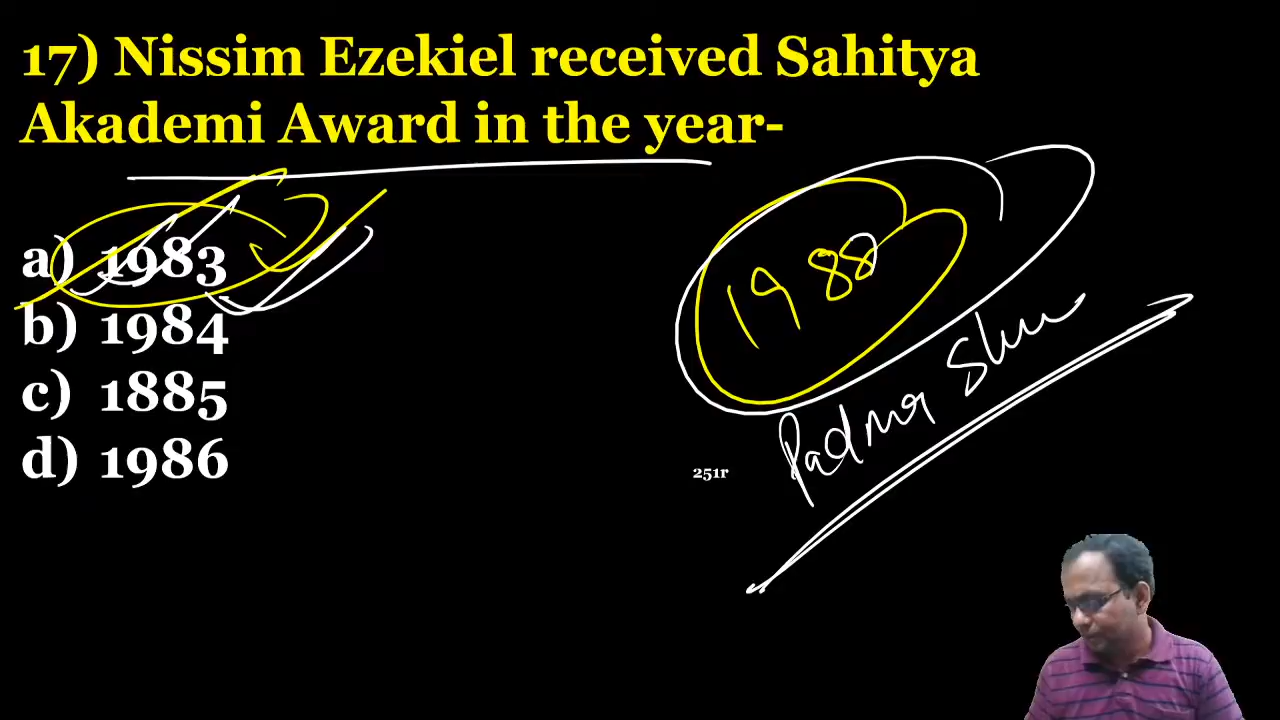 17) Nissim Ezekiel received Sahitya
Akademi Award in the year-
a) 1983
b) 1984
c) 1885
d) 1986
1988
Padma Shri
251r